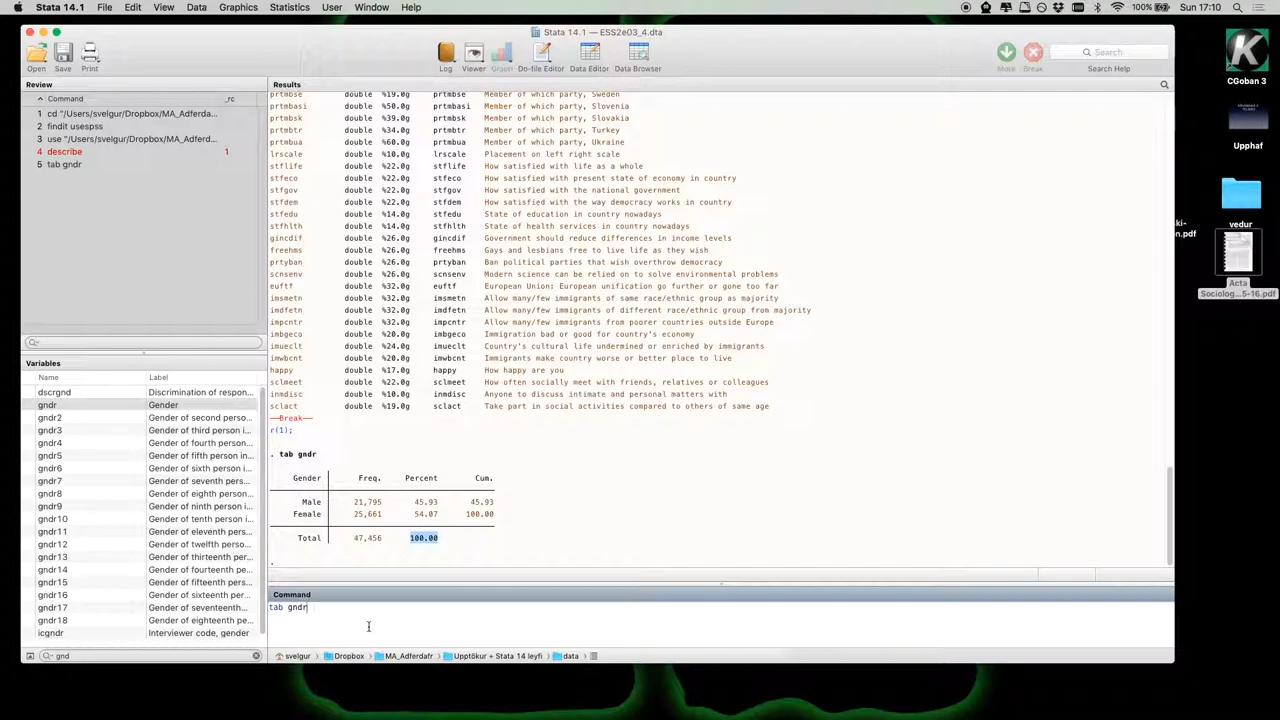 Stata 14.1 File Edit View Data Graphics Statistics User Window Help 100% Sun 17:10
Stata 14.1 — ESS2e03_4.dta
Open Save Print Log Viewer Graph Do-file Editor Data Editor Data Browser More Break Search
Search Help
Review
Command _rc
1 cd "/Users/svelgur/Dropbox/MA_Adferda...
2 findit usespss
3 use "/Users/svelgur/Dropbox/MA_Adferd...
4 describe 1
5 tab gndr
Variables
Name Label
dscrgnd Discrimination of respon...
gndr Gender
gndr2 Gender of second perso...
gndr3 Gender of third person i...
gndr4 Gender of fourth person...
gndr5 Gender of fifth person in...
gndr6 Gender of sixth person i...
gndr7 Gender of seventh perso...
gndr8 Gender of eighth person...
gndr9 Gender of ninth person i...
gndr10 Gender of tenth person i...
gndr11 Gender of eleventh perso...
gndr12 Gender of twelfth person...
gndr13 Gender of thirteenth per...
gndr14 Gender of fourteenth pe...
gndr15 Gender of fifteenth pers...
gndr16 Gender of sixteenth per...
gndr17 Gender of seventeenth...
gndr18 Gender of eighteenth pe...
icgndr Interviewer code, gender
gnd
Results
prtmbse double %19.0g prtmbse Member of which party, Sweden
prtmbasi double %50.0g prtmbasi Member of which party, Slovenia
prtmbsk double %39.0g prtmbsk Member of which party, Slovakia
prtmbtr double %34.0g prtmbtr Member of which party, Turkey
prtmbua double %60.0g prtmbua Member of which party, Ukraine
lrscale double %10.0g lrscale Placement on left right scale
stflife double %22.0g stflife How satisfied with life as a whole
stfeco double %22.0g stfeco How satisfied with present state of economy in country
stfgov double %22.0g stfgov How satisfied with the national government
stfdem double %22.0g stfdem How satisfied with the way democracy works in country
stfedu double %14.0g stfedu State of education in country nowadays
stfhlth double %14.0g stfhlth State of health services in country nowadays
gincdif double %26.0g gincdif Government should reduce differences in income levels
freehms double %26.0g freehms Gays and lesbians free to live life as they wish
prtyban double %26.0g prtyban Ban political parties that wish overthrow democracy
scnsenv double %26.0g scnsenv Modern science can be relied on to solve environmental problems
euftf double %32.0g euftf European Union: European unification go further or gone too far
imsmetn double %32.0g imsmetn Allow many/few immigrants of same race/ethnic group as majority
imdfetn double %32.0g imdfetn Allow many/few immigrants of different race/ethnic group from majority
impcntr double %32.0g impcntr Allow many/few immigrants from poorer countries outside Europe
imbgeco double %20.0g imbgeco Immigration bad or good for country's economy
imueclt double %24.0g imueclt Country's cultural life undermined or enriched by immigrants
imwbcnt double %20.0g imwbcnt Immigrants make country worse or better place to live
happy double %17.0g happy How happy are you
sclmeet double %22.0g sclmeet How often socially meet with friends, relatives or colleagues
inmdisc double %10.0g inmdisc Anyone to discuss intimate and personal matters with
sclact double %19.0g sclact Take part in social activities compared to others of same age
—Break—
r(1);
. tab gndr
Gender Freq. Percent Cum.
Male 21,795 45.93 45.93
Female 25,661 54.07 100.00
Total 47,456 100.00
.
Command
tab gndr
svelgur Dropbox MA_Adferdafr Upptökur + Stata 14 leyfi data
CGoban 3
Upphaf
vedur
ki-
n.pdf
Acta
Sociolog...5-16.pdf